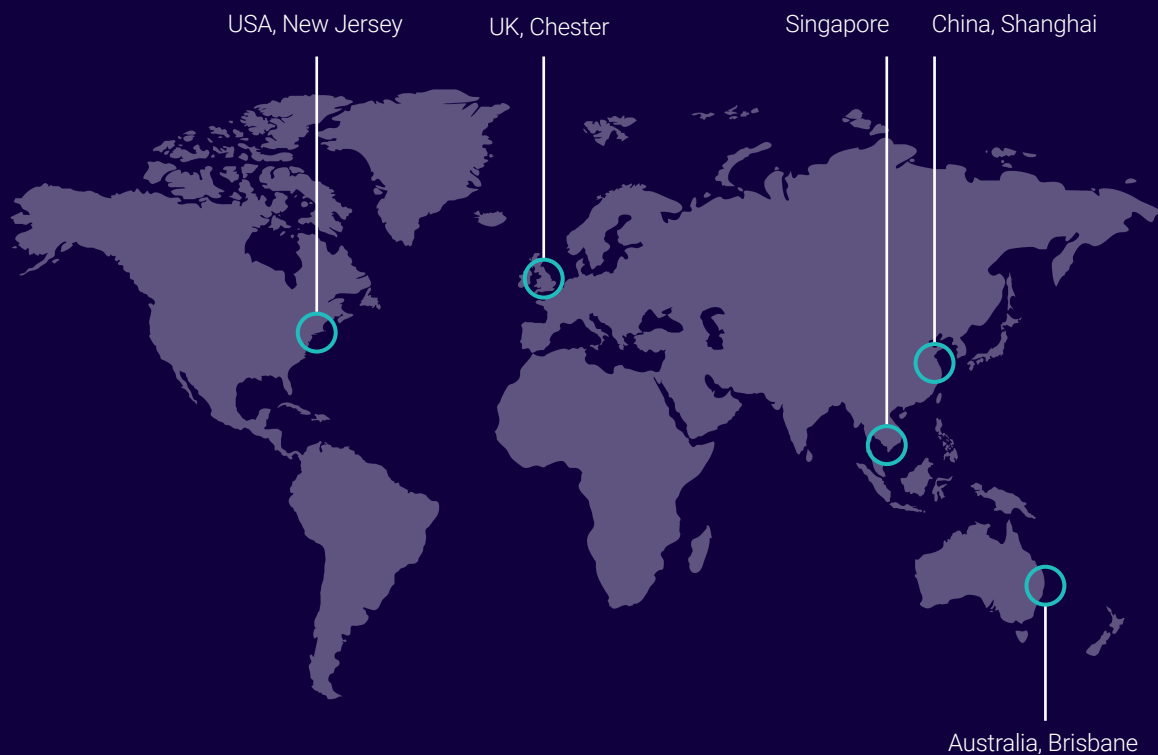 USA, New Jersey
UK, Chester
Singapore
China, Shanghai
Australia, Brisbane